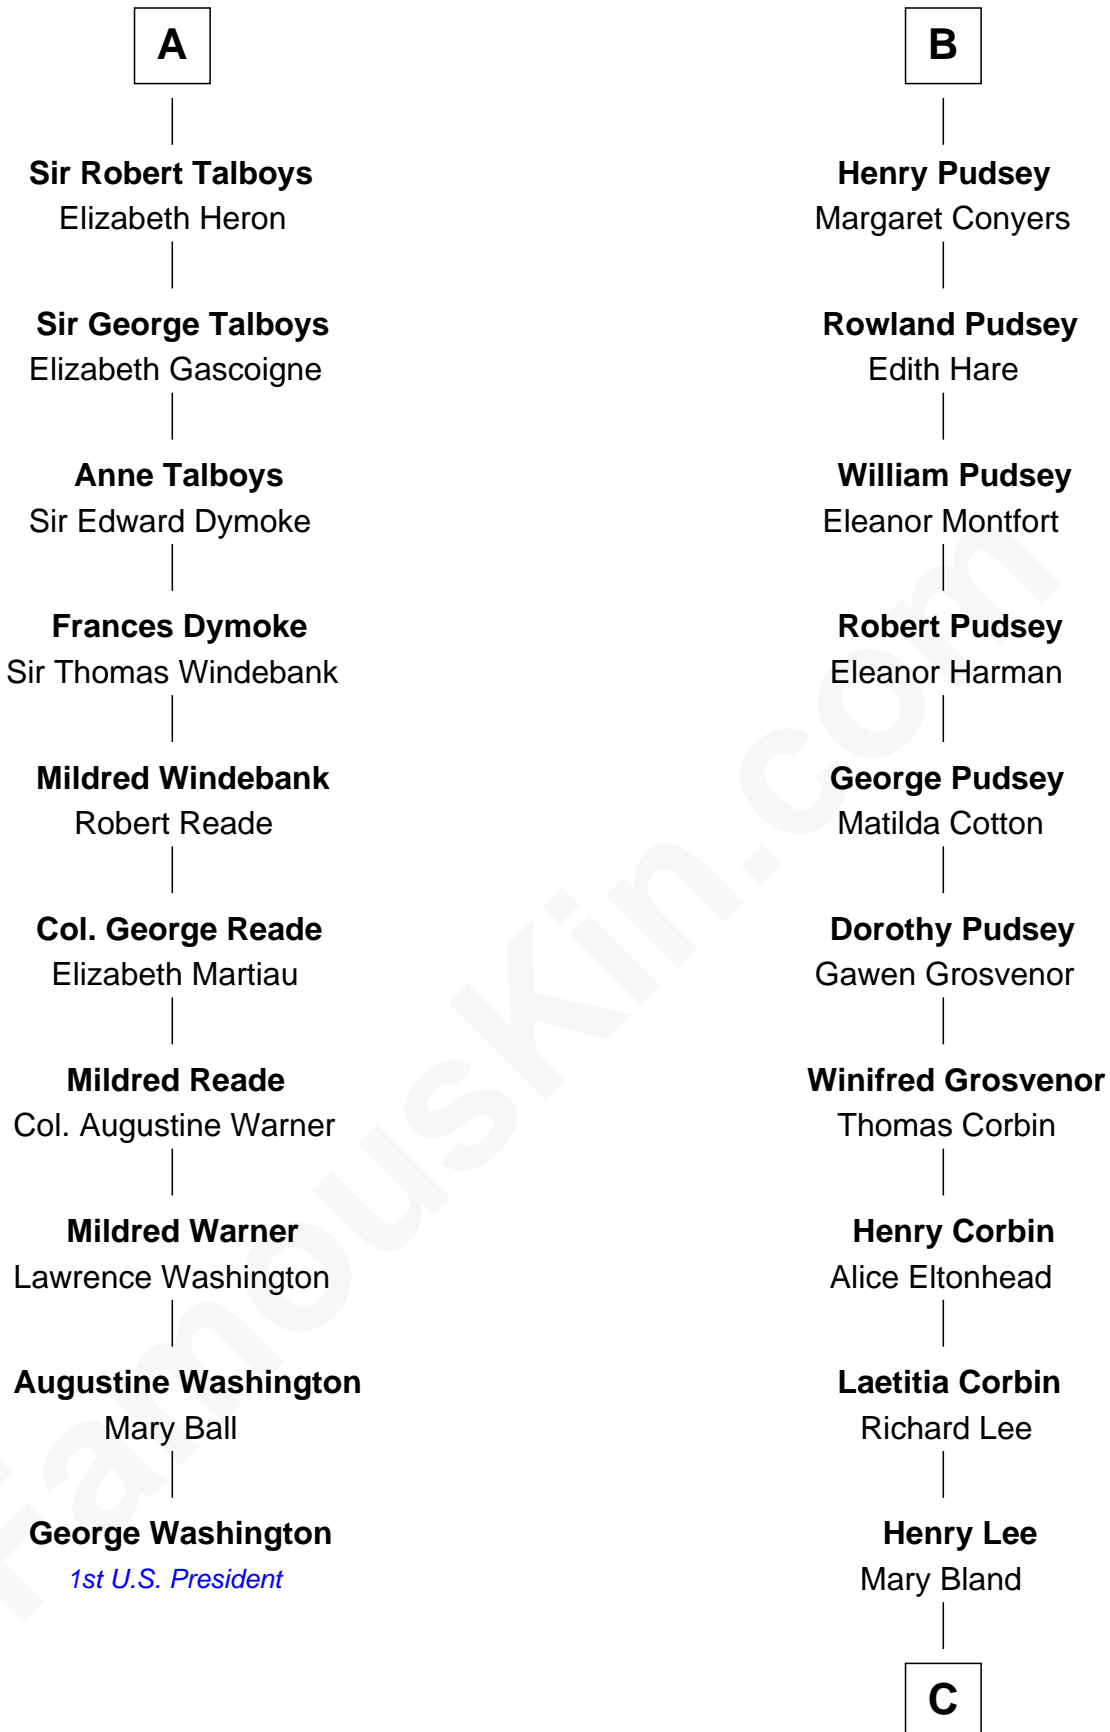 A
Sir Robert Talboys
Elizabeth Heron
Sir George Talboys
Elizabeth Gascoigne
Anne Talboys
Sir Edward Dymoke
Frances Dymoke
Sir Thomas Windebank
Mildred Windebank
Robert Reade
Col. George Reade
Elizabeth Martiau
Mildred Reade
Col. Augustine Warner
Mildred Warner
Lawrence Washington
Augustine Washington
Mary Ball
George Washington
1st U.S. President
B
Henry Pudsey
Margaret Conyers
Rowland Pudsey
Edith Hare
William Pudsey
Eleanor Montfort
Robert Pudsey
Eleanor Harman
George Pudsey
Matilda Cotton
Dorothy Pudsey
Gawen Grosvenor
Winifred Grosvenor
Thomas Corbin
Henry Corbin
Alice Eltonhead
Laetitia Corbin
Richard Lee
Henry Lee
Mary Bland
C
FamousKin.com